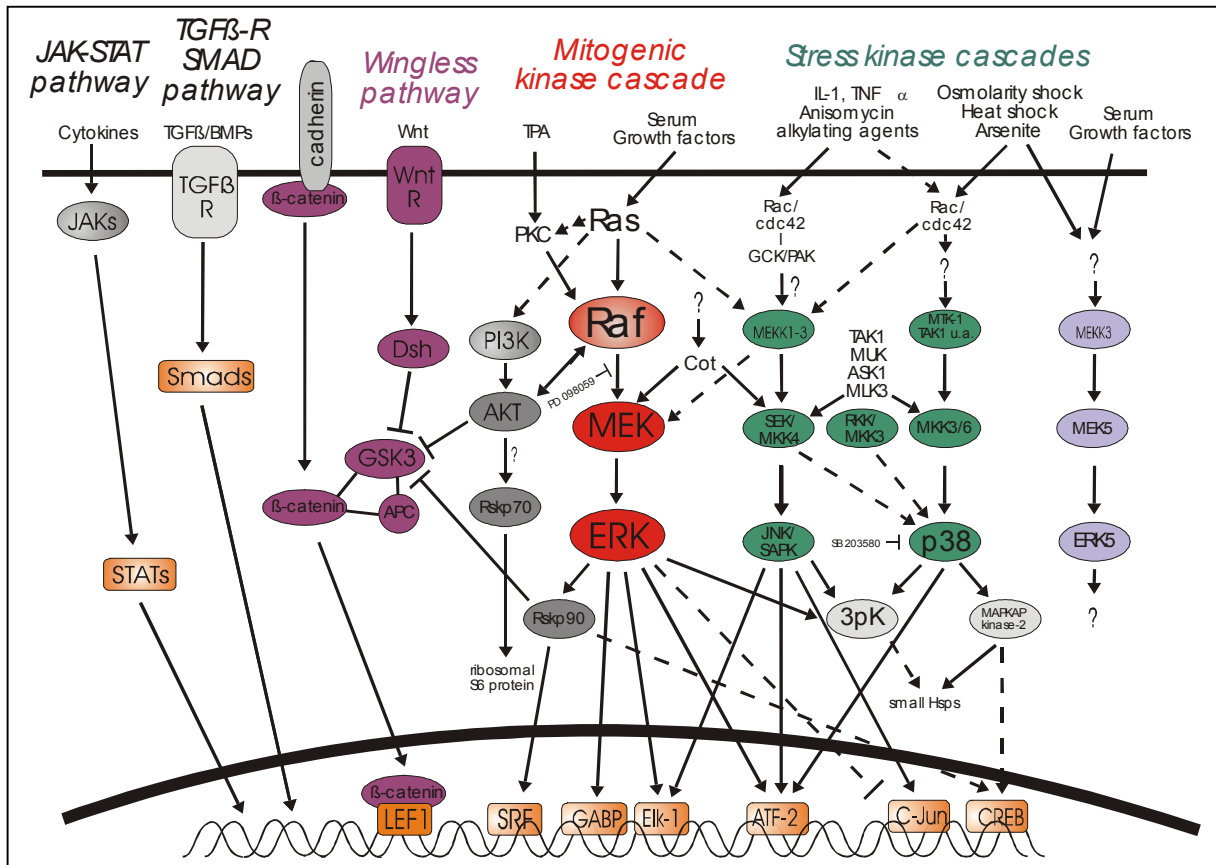 JAK-STAT
pathway
TGFß-R
SMAD
pathway
Wingless
pathway
Mitogenic
kinase cascade
Stress kinase cascades
Cytokines
TGFß/BMPs
cadherin
Wnt
TPA
Serum
Growth factors
IL-1, TNF α
Anisomycin
alkylating agents
Osmolarity shock
Heat shock
Arsenite
Serum
Growth factors
JAKs
TGFß
R
ß-catenin
Wnt
R
PKC
Ras
Rac/
cdc42
GCK/PAK
?
Rac/
cdc42
?
?
Smads
Dsh
PI3K
Raf
?
Cot
MEKK1-3
TAK1
MUK
ASK1
MLK3
MTK-1
TAK1 u.a.
MEKK3
AKT
PD 098059
MEK
SEK/
MKK4
RKK/
MKK3
MKK3/6
MEK5
GSK3
?
ß-catenin
APC
Rskp70
ERK
JNK/
SAPK
SB 203580
p38
ERK5
STATs
Rskp90
3pK
MAPKAP
kinase-2
?
ribosomal
S6 protein
small Hsps
ß-catenin
LEF1
SRF
GABP
Elk-1
ATF-2
C-Jun
CREB